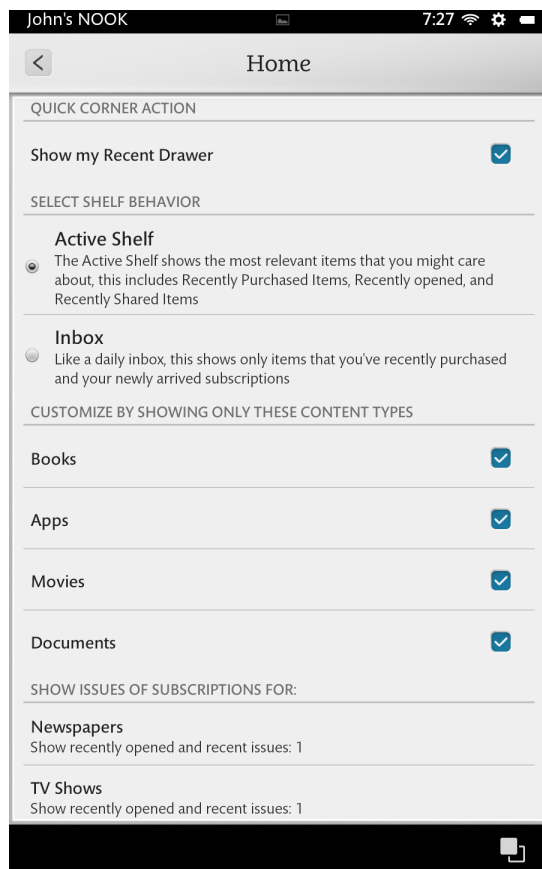 John's NOOK 7:27
Home
QUICK CORNER ACTION
Show my Recent Drawer
SELECT SHELF BEHAVIOR
Active Shelf
The Active Shelf shows the most relevant items that you might care
about, this includes Recently Purchased Items, Recently opened, and
Recently Shared Items
Inbox
Like a daily inbox, this shows only items that you've recently purchased
and your newly arrived subscriptions
CUSTOMIZE BY SHOWING ONLY THESE CONTENT TYPES
Books
Apps
Movies
Documents
SHOW ISSUES OF SUBSCRIPTIONS FOR:
Newspapers
Show recently opened and recent issues: 1
TV Shows
Show recently opened and recent issues: 1